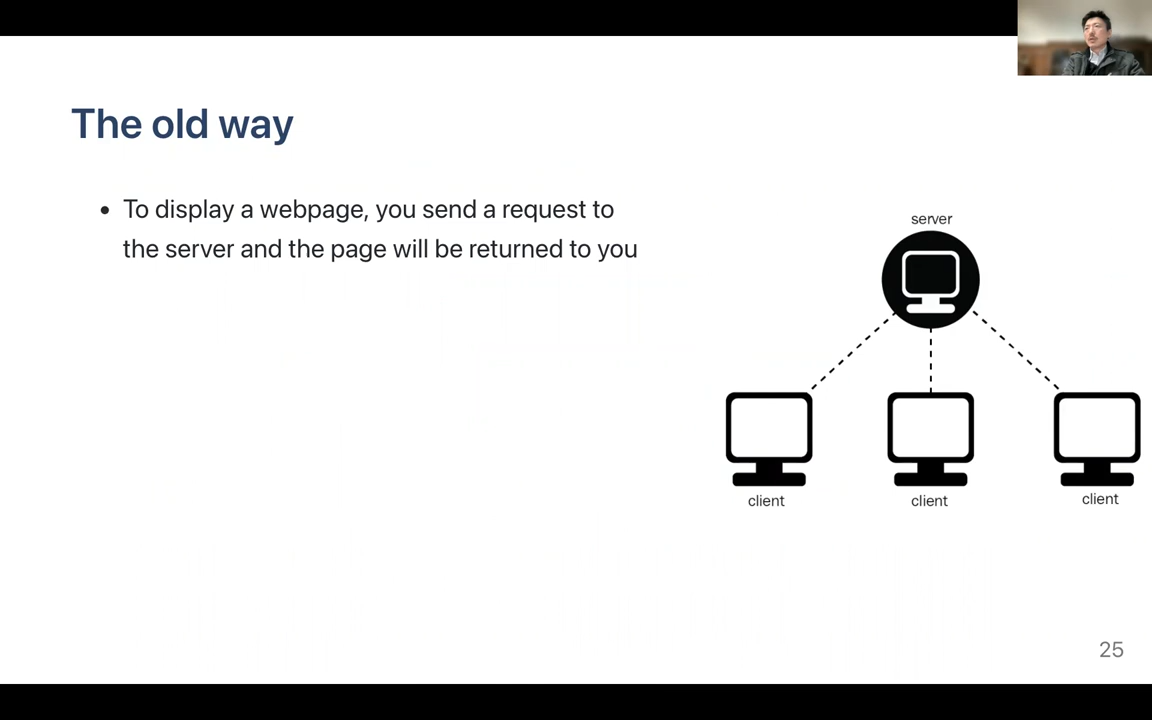 The old way
• To display a webpage, you send a request to
the server and the page will be returned to you
server
client
client
client
25